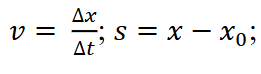 v = Δx/Δt; s = x − x₀;